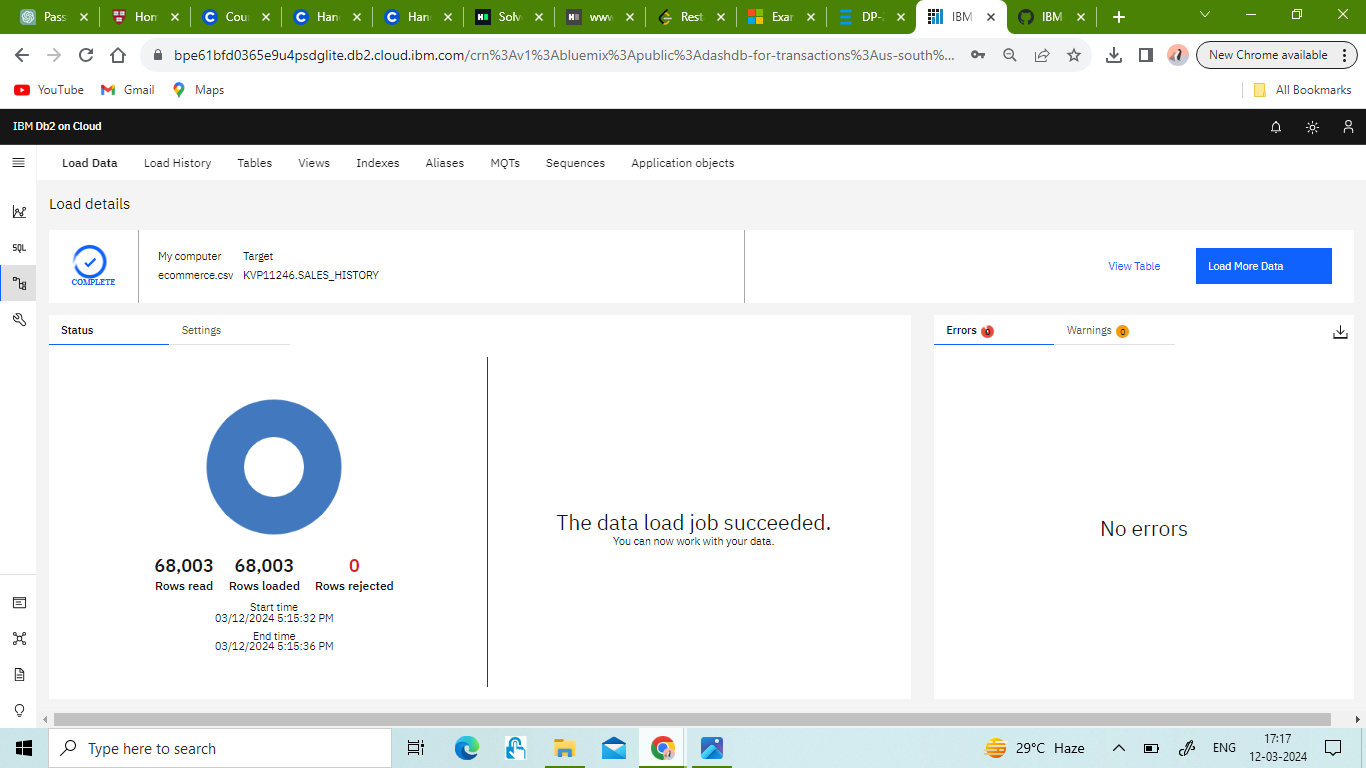 Pass
Hom
Cour
Hand
Hand
Solve
www
Rest
Exar
DP-
IBM
IBM
bpe61bfd0365e9u4psdglite.db2.cloud.ibm.com/crn%3Av1%3Abluemix%3Apublic%3Adashdb-for-transactions%3Aus-south%...
New Chrome available
YouTube
Gmail
Maps
All Bookmarks
IBM Db2 on Cloud
Load Data
Load History
Tables
Views
Indexes
Aliases
MQTs
Sequences
Application objects
SQL
Load details
COMPLETE
My computer
Target
ecommerce.csv
KVP11246.SALES_HISTORY
View Table
Load More Data
Status
Settings
Errors 0
Warnings 0
68,003
68,003
0
Rows read
Rows loaded
Rows rejected
Start time
03/12/2024 5:15:32 PM
End time
03/12/2024 5:15:36 PM
The data load job succeeded.
You can now work with your data.
No errors
Type here to search
29°C Haze
ENG
17:17
12-03-2024